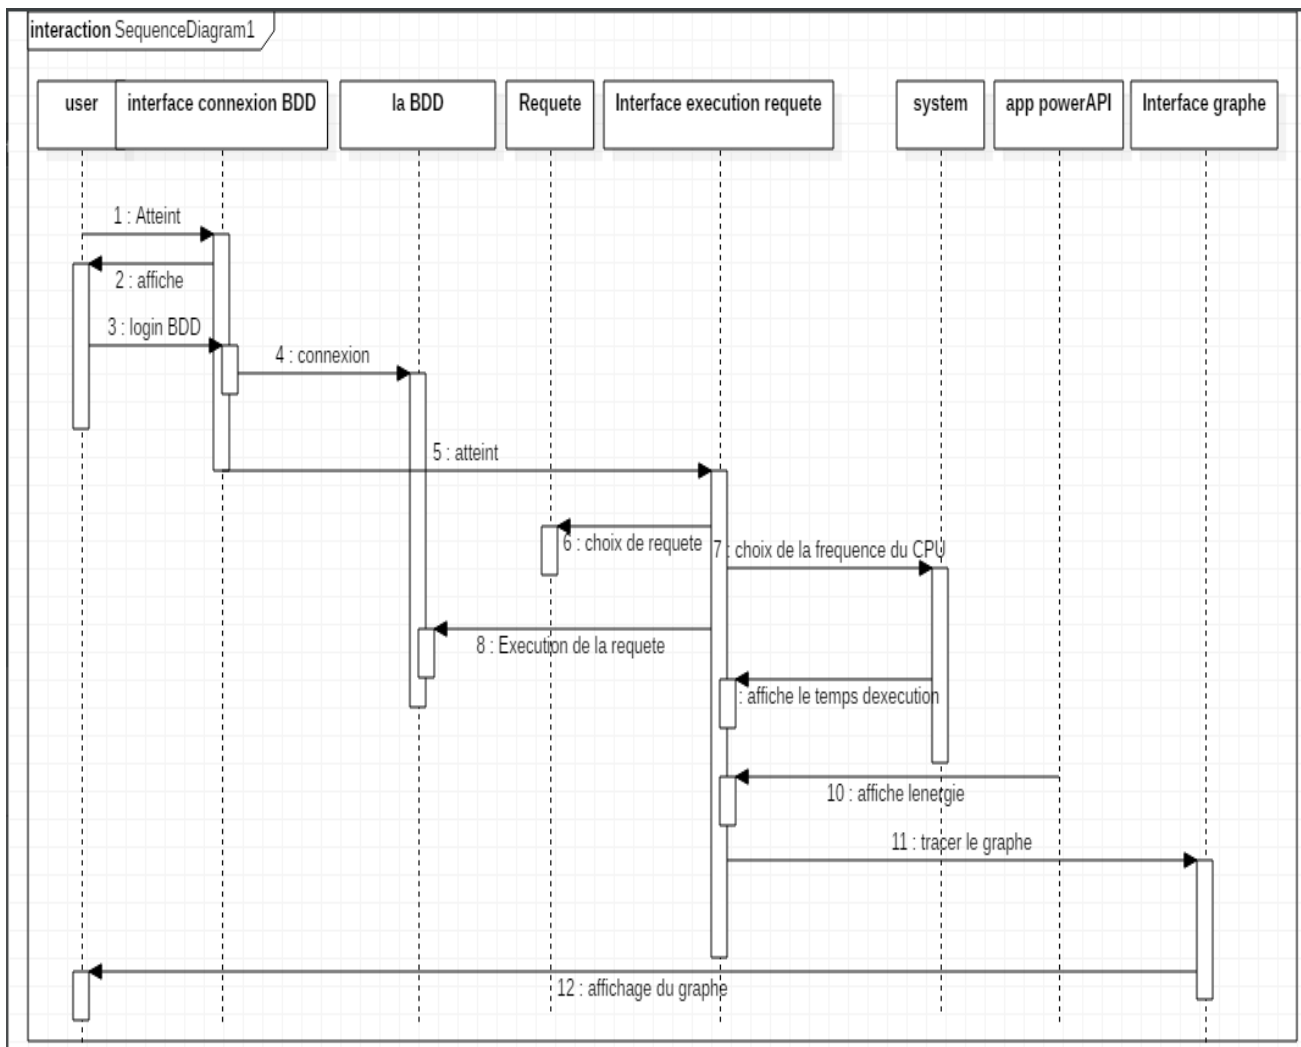 interaction SequenceDiagram1
user
interface connexion BDD
la BDD
Requete
Interface execution requete
system
app powerAPI
Interface graphe
1 : Atteint
2 : affiche
3 : login BDD
4 : connexion
5 : atteint
6 : choix de requete
7 : choix de la frequence du CPU
8 : Execution de la requete
: affiche le temps dexecution
10 : affiche lenergie
11 : tracer le graphe
12 : affichage du graphe